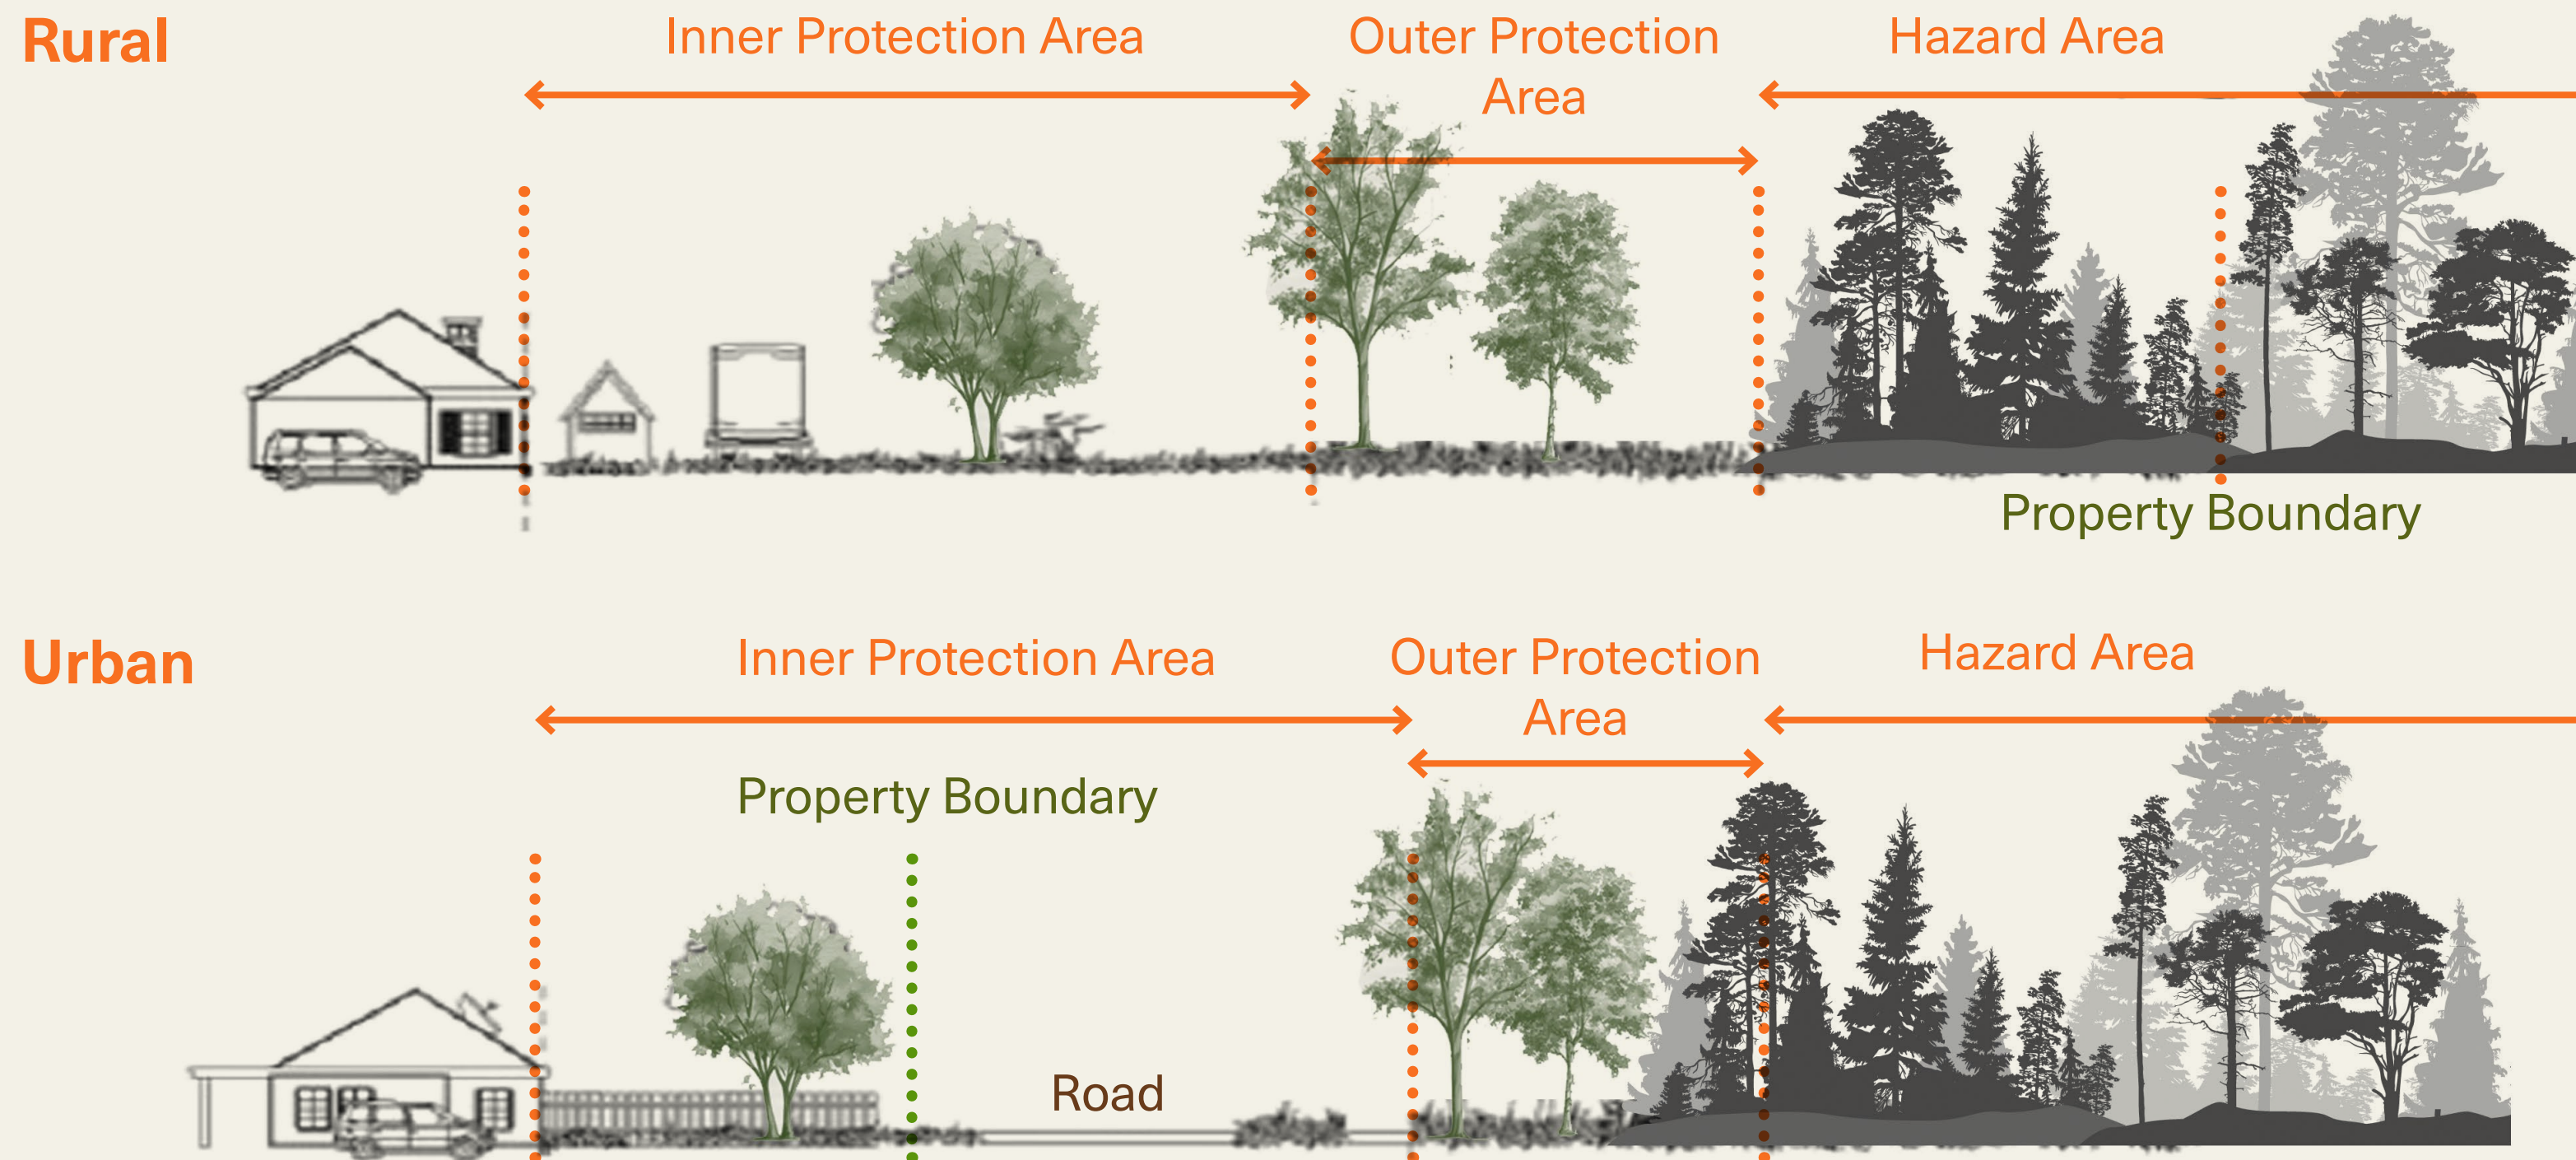 Rural
Inner Protection Area
Outer Protection
Area
Hazard Area
Property Boundary
Urban
Inner Protection Area
Outer Protection
Area
Hazard Area
Property Boundary
Road